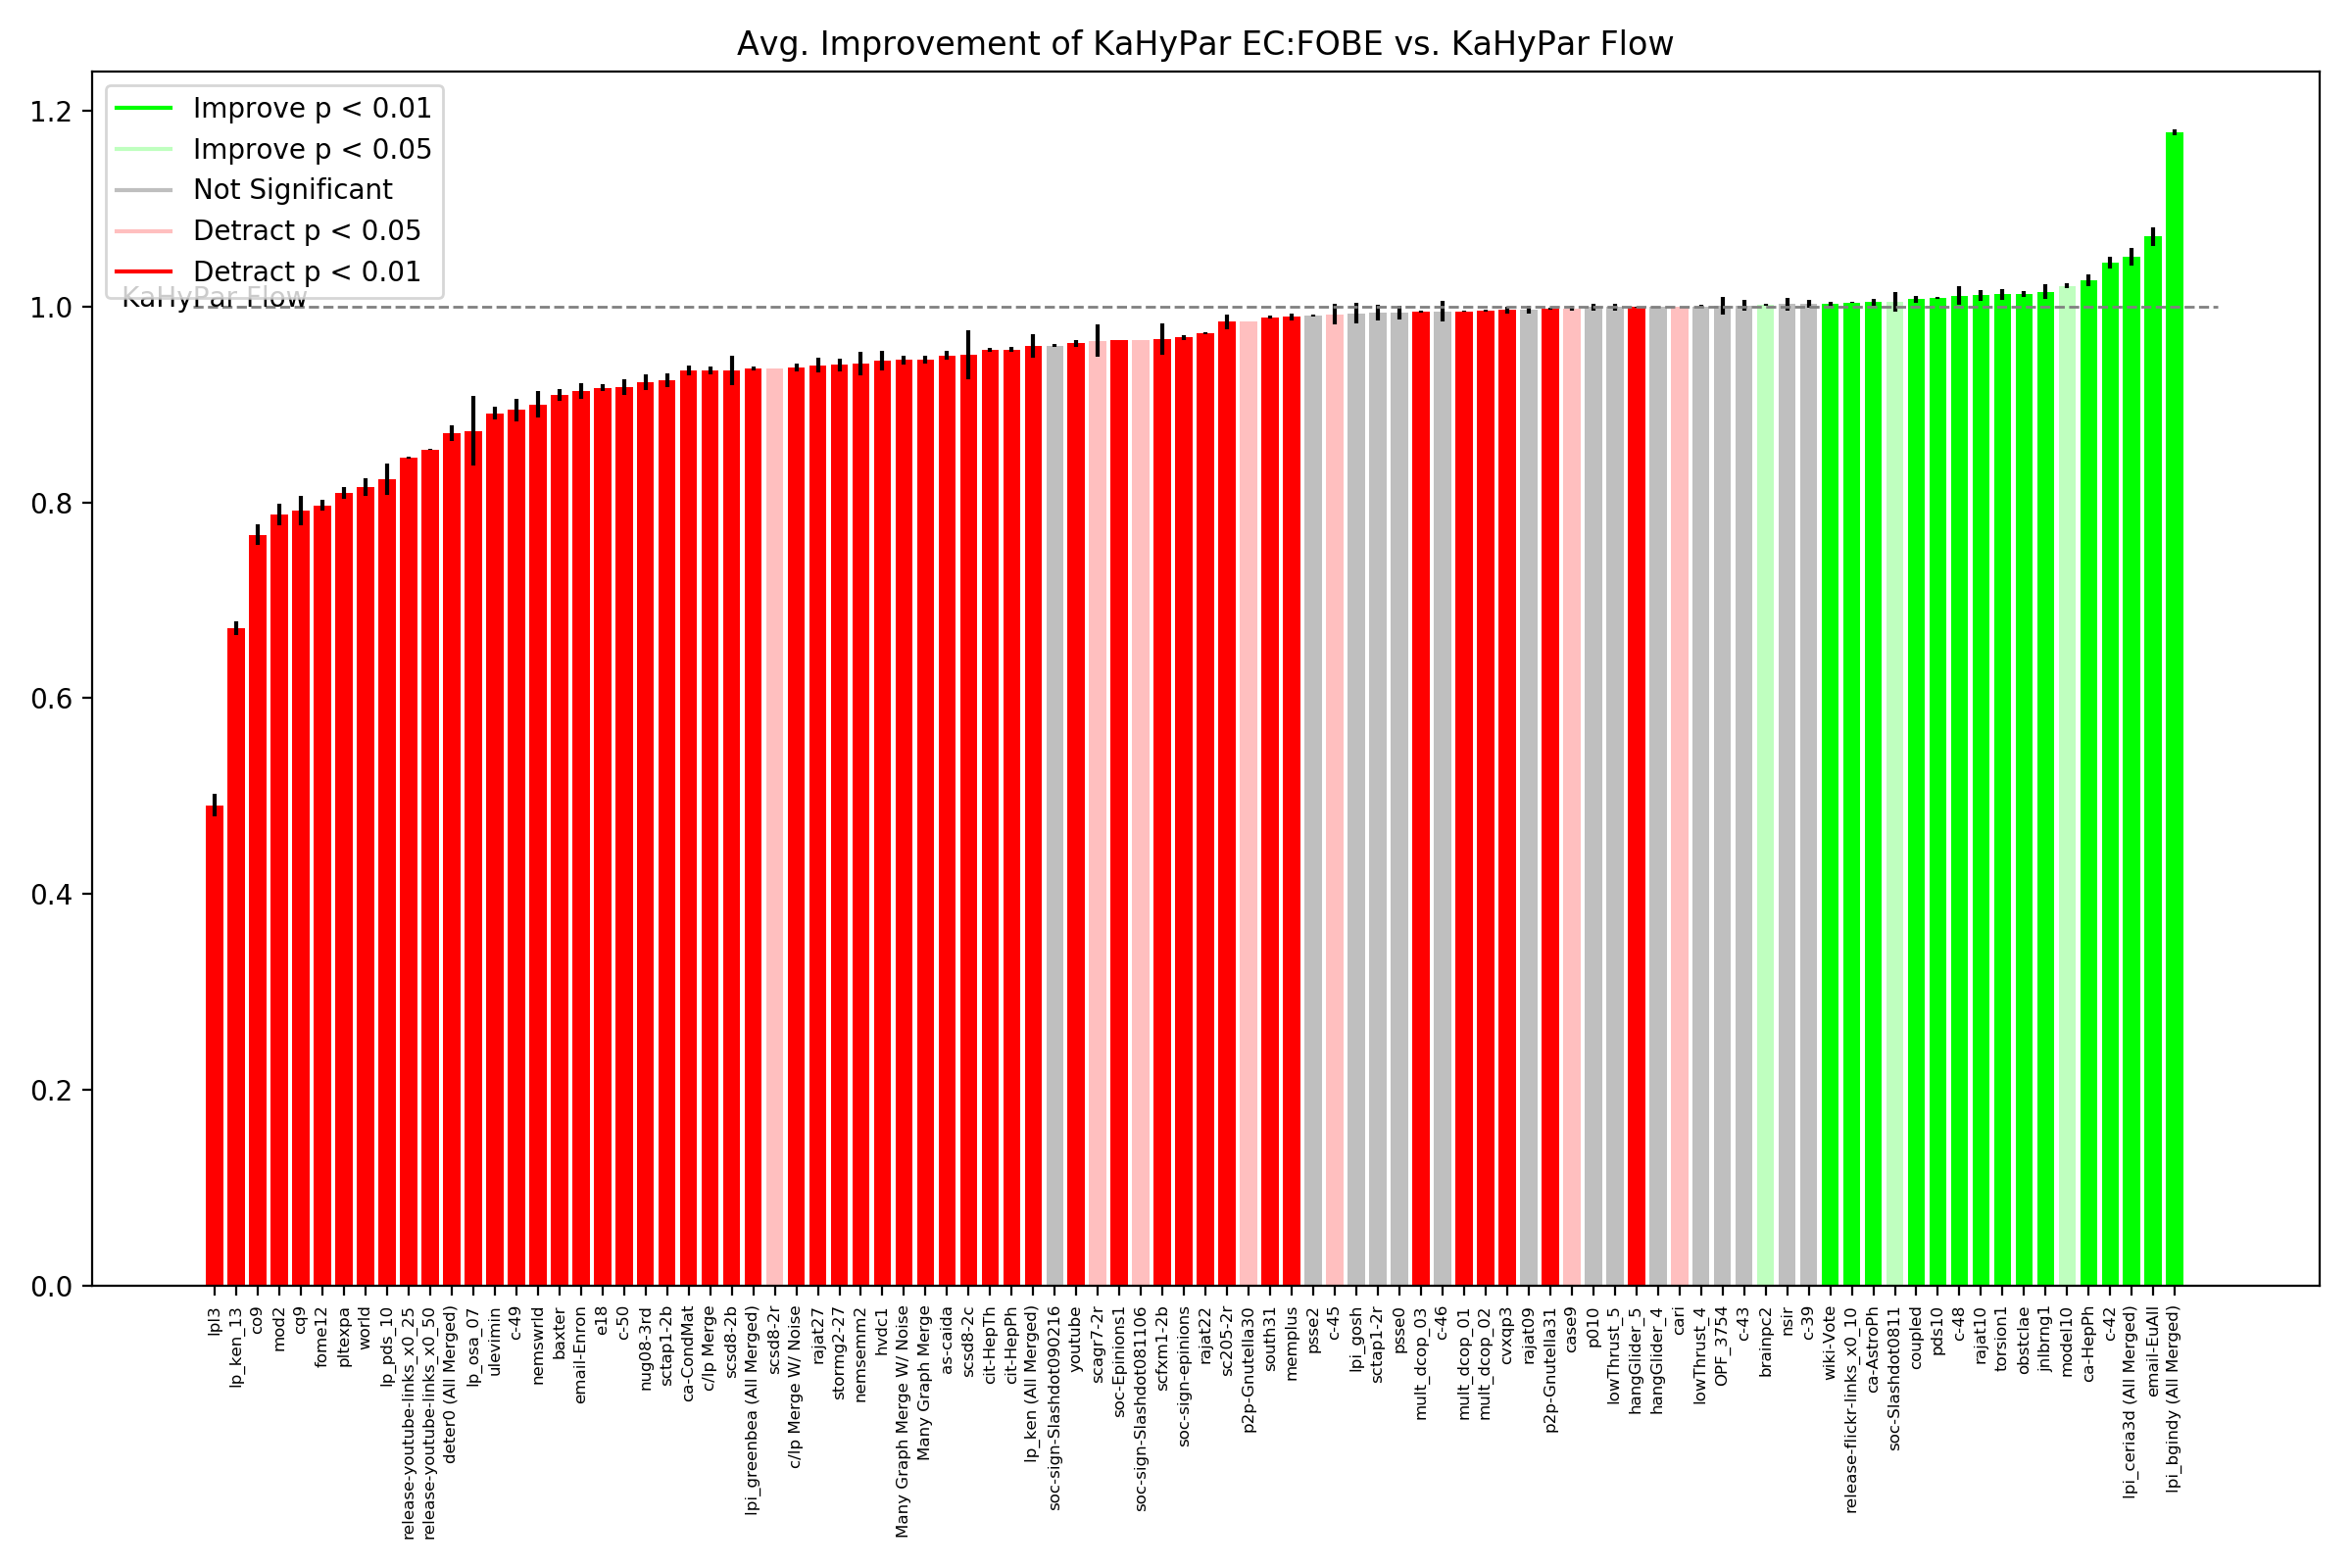 Avg. Improvement of KaHyPar EC:FOBE vs. KaHyPar Flow
Improve p < 0.01
Improve p < 0.05
Not Significant
Detract p < 0.05
Detract p < 0.01
KaHyPar Flow
1.2
1.0
0.8
0.6
0.4
0.2
0.0
lpl3
lp_ken_13
co9
mod2
cq9
fome12
pltexpa
world
lp_pds_10
release-youtube-links_x0_25
release-youtube-links_x0_50
deter0 (All Merged)
lp_osa_07
ulevimin
c-49
nemswrld
baxter
email-Enron
e18
c-50
nug08-3rd
sctap1-2b
ca-CondMat
c/lp Merge
scsd8-2b
lpi_greenbea (All Merged)
scsd8-2r
c/lp Merge W/ Noise
rajat27
stormg2-27
nemsemm2
hvdc1
Many Graph Merge W/ Noise
Many Graph Merge
as-caida
scsd8-2c
cit-HepTh
cit-HepPh
lp_ken (All Merged)
soc-sign-Slashdot090216
youtube
scagr7-2r
soc-Epinions1
soc-sign-Slashdot081106
scfxm1-2b
soc-sign-epinions
rajat22
sc205-2r
p2p-Gnutella30
south31
memplus
psse2
c-45
lpi_gosh
sctap1-2r
psse0
mult_dcop_03
c-46
mult_dcop_01
mult_dcop_02
cvxqp3
rajat09
p2p-Gnutella31
case9
p010
lowThrust_5
hangGlider_5
hangGlider_4
cari
lowThrust_4
OPF_3754
c-43
brainpc2
nsir
c-39
wiki-Vote
release-flickr-links_x0_10
ca-AstroPh
soc-Slashdot0811
coupled
pds10
c-48
rajat10
torsion1
obstclae
jnlbrng1
model10
ca-HepPh
c-42
lpi_ceria3d (All Merged)
email-EuAll
lpi_bgindy (All Merged)